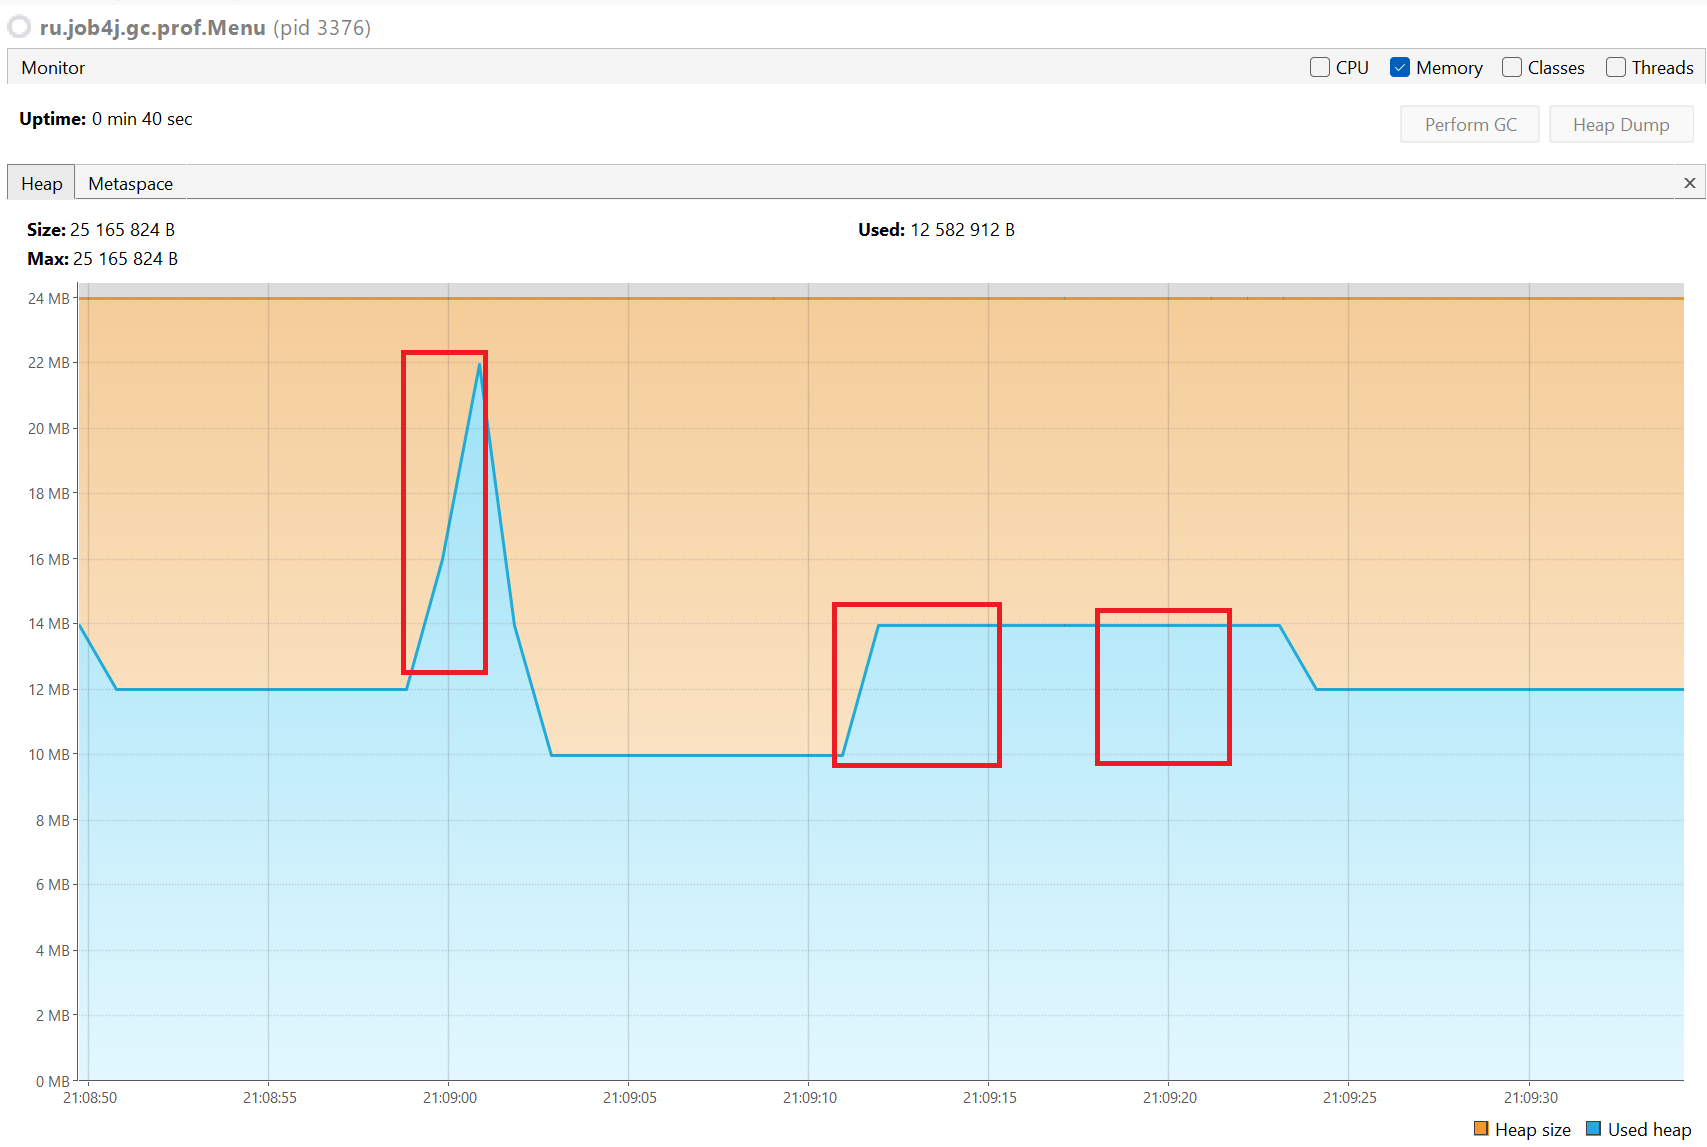 ru.job4j.gc.prof.Menu (pid 3376)
Monitor
CPU Memory Classes Threads
Uptime: 0 min 40 sec
Perform GC Heap Dump
Heap Metaspace
Size: 25 165 824 B
Used: 12 582 912 B
Max: 25 165 824 B
24 MB
22 MB
20 MB
18 MB
16 MB
14 MB
12 MB
10 MB
8 MB
6 MB
4 MB
2 MB
0 MB
21:08:50 21:08:55 21:09:00 21:09:05 21:09:10 21:09:15 21:09:20 21:09:25 21:09:30
Heap size Used heap